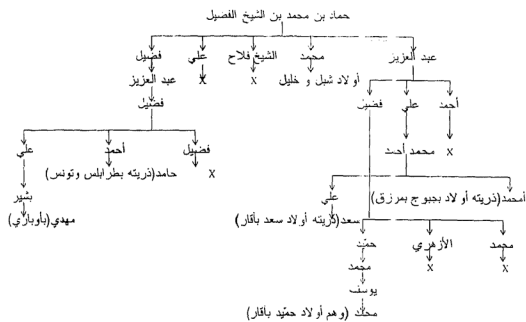 حماد بن محمد بن الشيخ الفضيل
عبد العزيز محمد الشيخ فلاح علي فضيل
أولاد شبل و خليل X X عبد العزيز
أحمد علي فضيل فضيل
X محمد أحمد فضيل أحمد علي
X حامد(ذريته بطرابلس وتونس) بشير
أمحمد(ذريته أولاد بجبوج بمرزق) علي مهدي(بأوباري)
سعد(ذريته أولاد سعد بأقار)
محمد الأزهري حميد
X X محمد
يوسف
محمد (وهم أولاد حميد بأقار)